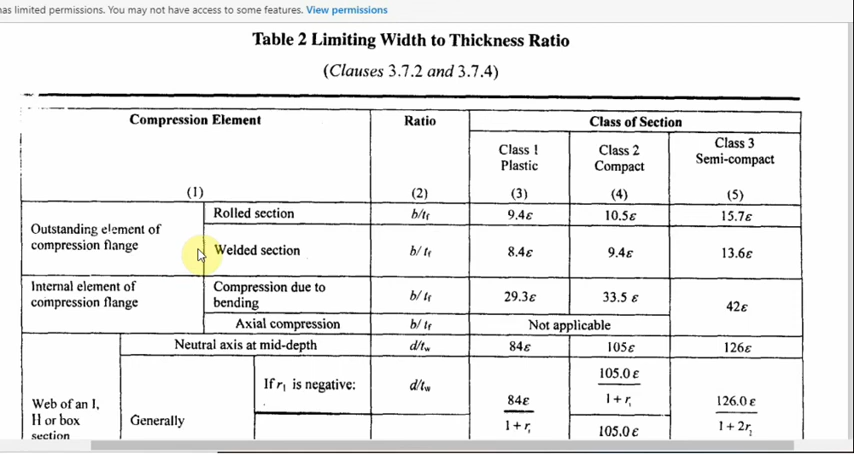 has limited permissions. You may not have access to some features. View permissions
Table 2 Limiting Width to Thickness Ratio
(Clauses 3.7.2 and 3.7.4)
Compression Element
Ratio
Class of Section
Class 1
Plastic
Class 2
Compact
Class 3
Semi-compact
(1)
(2)
(3)
(4)
(5)
Outstanding element of
compression flange
Rolled section
b/tf
9.4ε
10.5ε
15.7ε
Welded section
b/ tf
8.4ε
9.4ε
13.6ε
Internal element of
compression flange
Compression due to
bending
b/ tf
29.3ε
33.5 ε
42ε
Axial compression
b/ tf
Not applicable
Neutral axis at mid-depth
d/tw
84ε
105ε
126ε
Web of an I,
H or box
section
Generally
If r1 is negative:
d/tw
84ε
1 + r1
105.0 ε
1 + r1
105.0 ε
126.0 ε
1 + 2r2